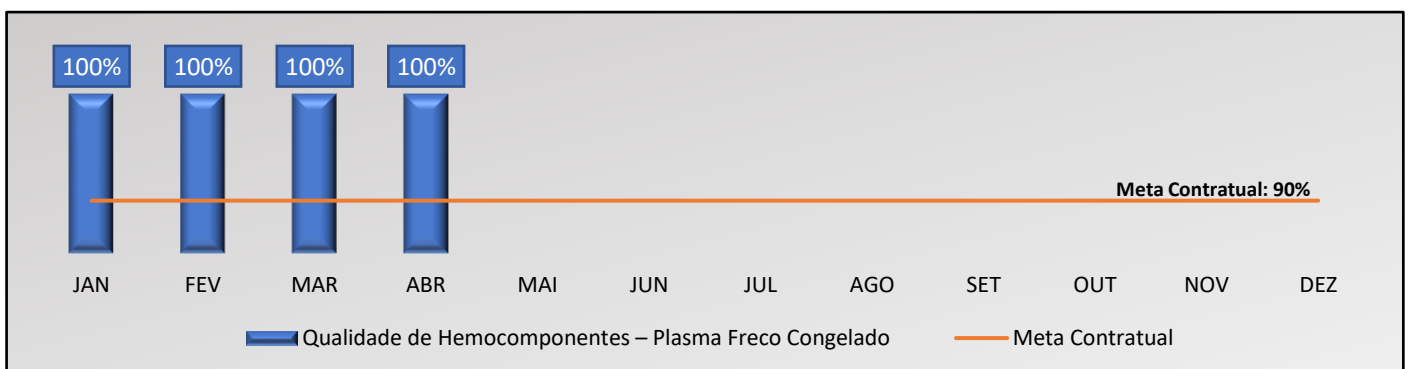 100% 100% 100% 100%
Meta Contratual: 90%
JAN FEV MAR ABR MAI JUN JUL AGO SET OUT NOV DEZ
Qualidade de Hemocomponentes – Plasma Freco Congelado Meta Contratual